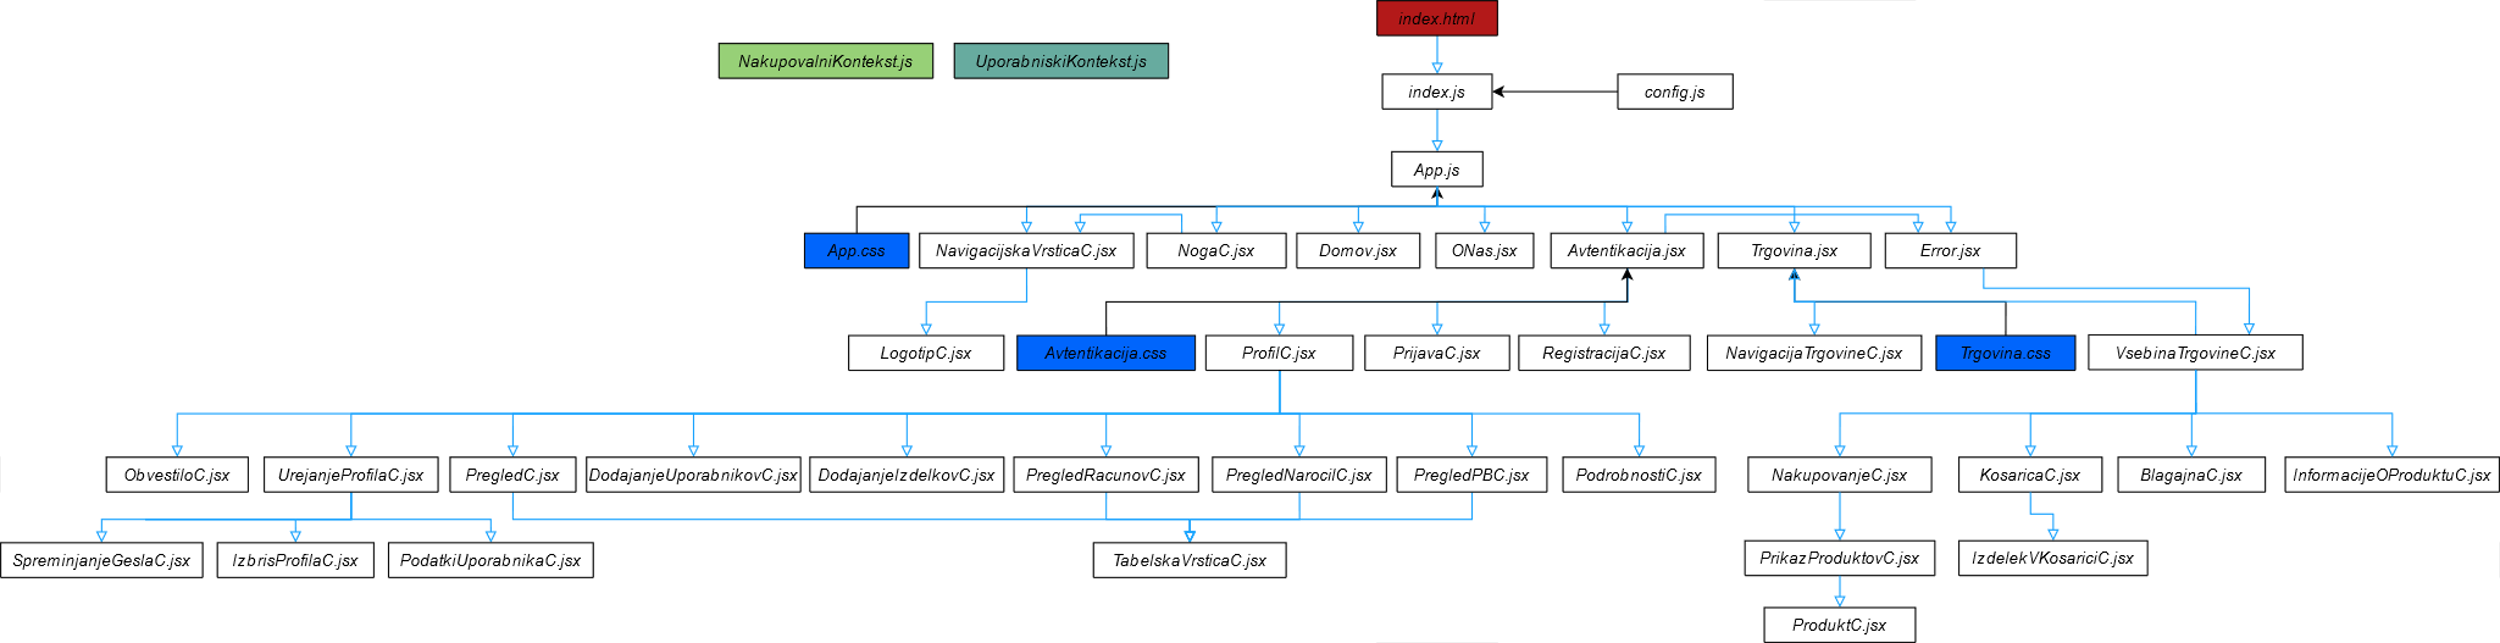 index.html
NakupovalniKontekst.js
UporabniskiKontekst.js
index.js
config.js
App.js
App.css
NavigacijskaVrsticaC.jsx
NogaC.jsx
Domov.jsx
ONas.jsx
Avtentikacija.jsx
Trgovina.jsx
Error.jsx
LogotipC.jsx
Avtentikacija.css
ProfilC.jsx
PrijavaC.jsx
RegistracijaC.jsx
NavigacijaTrgovineC.jsx
Trgovina.css
VsebinaTrgovineC.jsx
ObvestiloC.jsx
UrejanjeProfilaC.jsx
PregledC.jsx
DodajanjeUporabnikovC.jsx
DodajanjeIzdelkovC.jsx
PregledRacunovC.jsx
PregledNarocilC.jsx
PregledPBC.jsx
PodrobnostiC.jsx
NakupovanjeC.jsx
KosaricaC.jsx
BlagajnaC.jsx
InformacijeOProduktuC.jsx
SpreminjanjeGeslaC.jsx
IzbrisProfilaC.jsx
PodatkiUporabnikaC.jsx
TabelskaVrsticaC.jsx
PrikazProduktovC.jsx
IzdelekVKosariciC.jsx
ProduktC.jsx